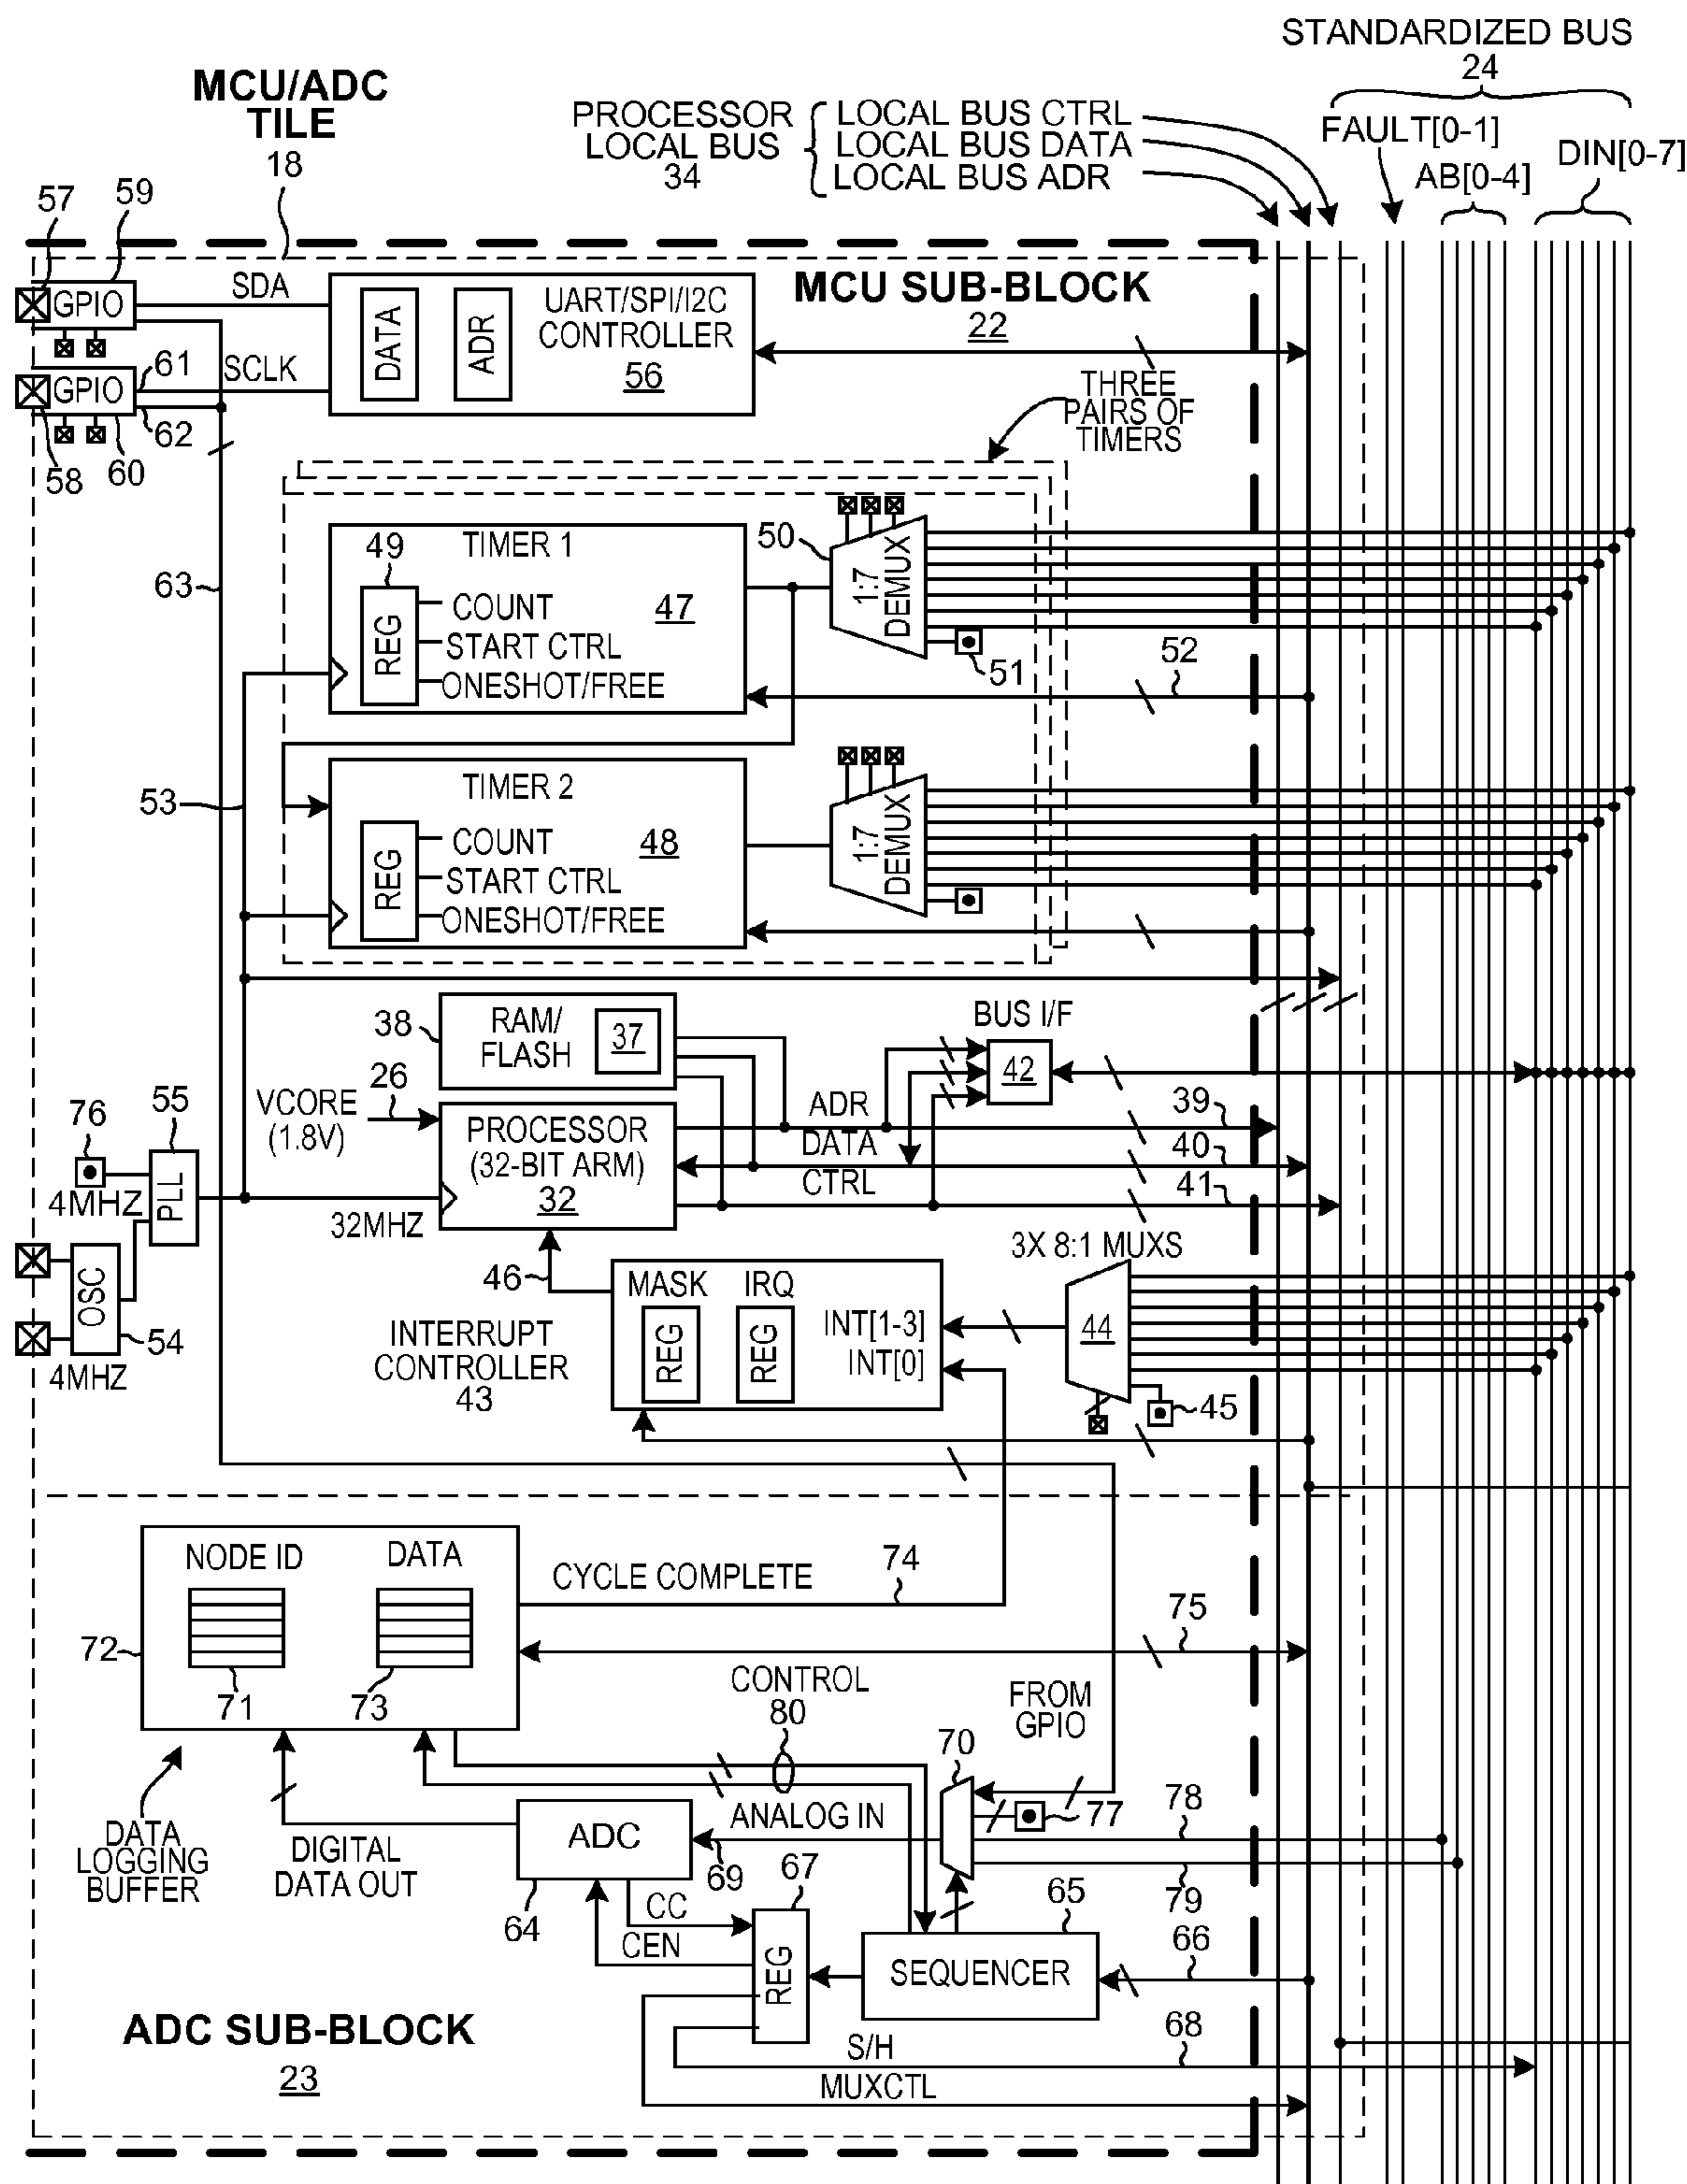 STANDARDIZED BUS
24
MCU/ADC
TILE
18
PROCESSOR
LOCAL BUS
34
LOCAL BUS CTRL
LOCAL BUS DATA
LOCAL BUS ADR
FAULT[0-1]
AB[0-4]
DIN[0-7]
57
59
GPIO
SDA
DATA
ADR
UART/SPI/I2C
CONTROLLER
56
MCU SUB-BLOCK
22
GPIO
61
SCLK
62
58
60
THREE
PAIRS OF
TIMERS
63
49
TIMER 1
REG
COUNT
START CTRL
ONESHOT/FREE
47
50
1:7
DEMUX
51
52
53
TIMER 2
REG
COUNT
START CTRL
ONESHOT/FREE
48
1:7
DEMUX
38
RAM/
FLASH
37
BUS I/F
42
26
VCORE
(1.8V)
PROCESSOR
(32-BIT ARM)
32
ADR
DATA
CTRL
39
40
41
76
55
4MHZ
PLL
32MHZ
OSC
54
4MHZ
46
INTERRUPT
CONTROLLER
43
MASK
IRQ
REG
REG
INT[1-3]
INT[0]
3X 8:1 MUXS
44
45
NODE ID
DATA
72
71
73
CYCLE COMPLETE
74
75
CONTROL
80
FROM
GPIO
70
77
78
DATA
LOGGING
BUFFER
DIGITAL
DATA OUT
ADC
64
ANALOG IN
69
79
67
CC
CEN
REG
65
SEQUENCER
66
ADC SUB-BLOCK
23
S/H
68
MUXCTL